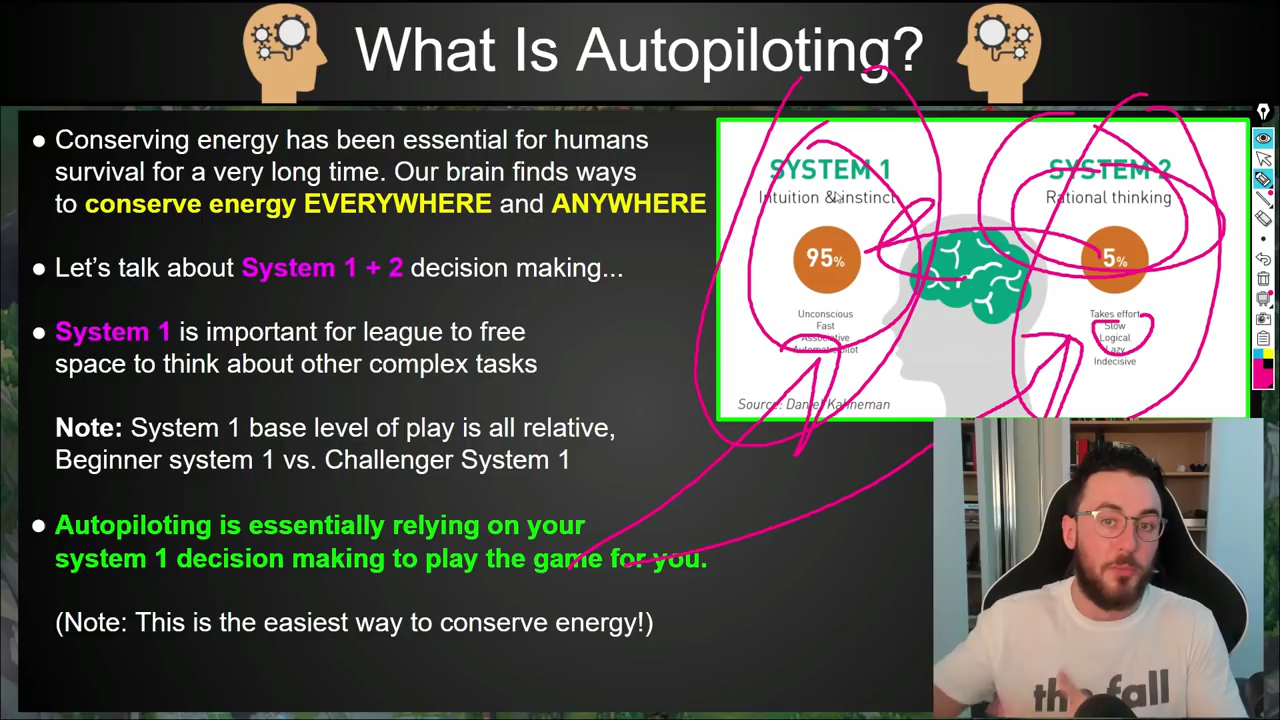 What Is Autopiloting?
● Conserving energy has been essential for humans
survival for a very long time. Our brain finds ways
to conserve energy EVERYWHERE and ANYWHERE
● Let's talk about System 1 + 2 decision making...
● System 1 is important for league to free
space to think about other complex tasks
Note: System 1 base level of play is all relative,
Beginner system 1 vs. Challenger System 1
● Autopiloting is essentially relying on your
system 1 decision making to play the game for you.
(Note: This is the easiest way to conserve energy!)
SYSTEM 1
Intuition & instinct
95%
Unconscious
Fast
Associative
Automatic pilot
SYSTEM 2
Rational thinking
5%
Takes effort
Slow
Logical
Lazy
Indecisive
Source: Daniel Kahneman
the fall